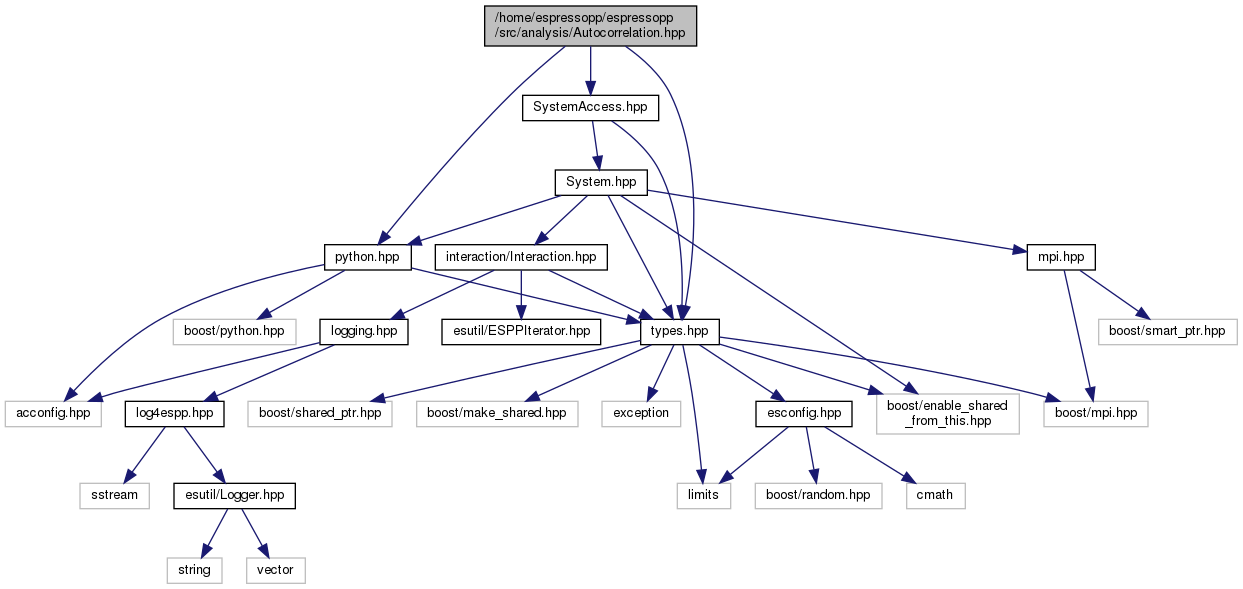 /home/espressopp/espressopp
/src/analysis/Autocorrelation.hpp
SystemAccess.hpp
System.hpp
python.hpp
interaction/Interaction.hpp
mpi.hpp
boost/python.hpp
logging.hpp
esutil/ESPPIterator.hpp
types.hpp
boost/smart_ptr.hpp
acconfig.hpp
log4espp.hpp
boost/shared_ptr.hpp
boost/make_shared.hpp
exception
esconfig.hpp
boost/enable_shared
_from_this.hpp
boost/mpi.hpp
sstream
esutil/Logger.hpp
limits
boost/random.hpp
cmath
string
vector